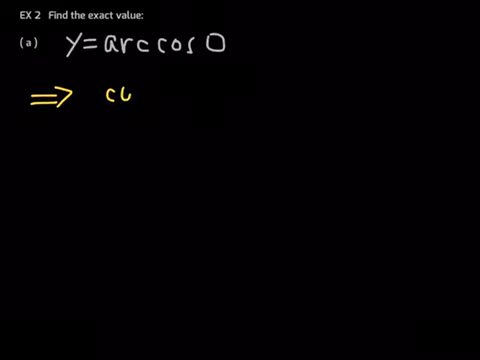 EX 2 Find the exact value:
(a) y = arccos 0
⇒